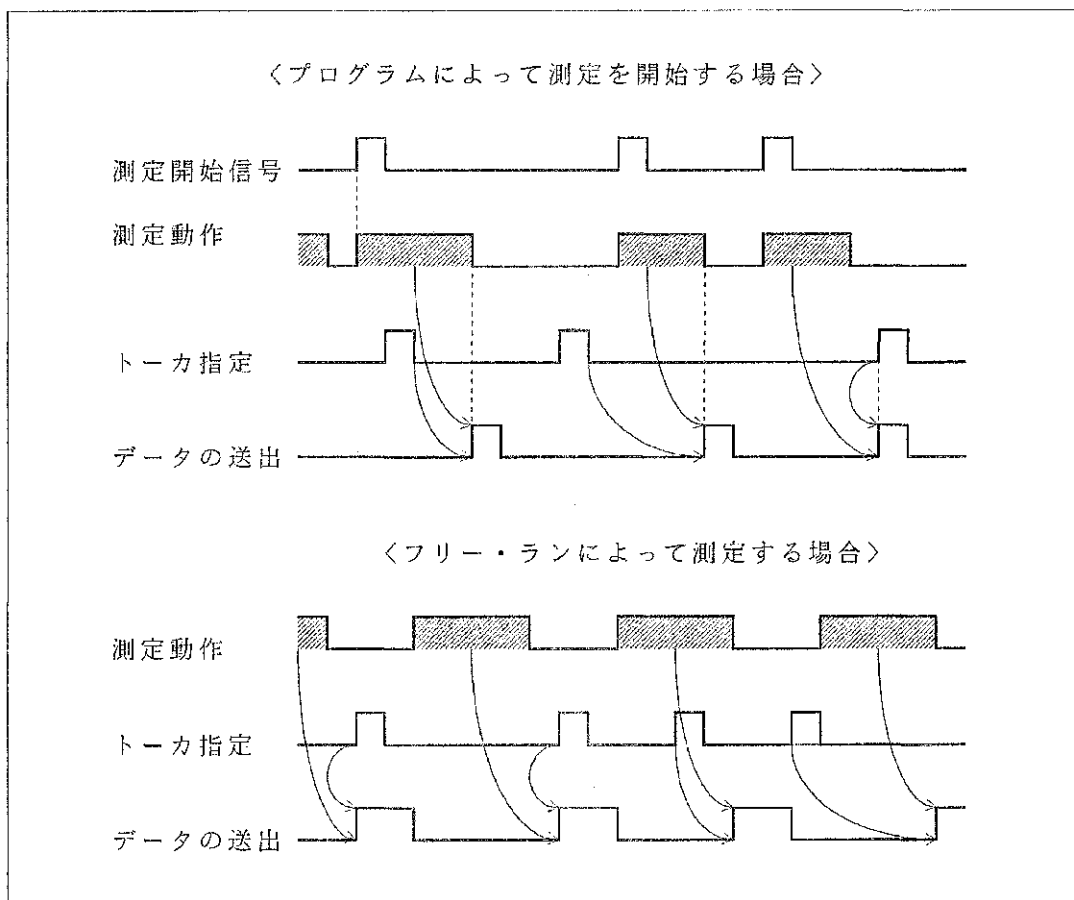 〈プログラムによって測定を開始する場合〉
測定開始信号
測定動作
トーカ指定
データの送出
〈フリー・ランによって測定する場合〉
測定動作
トーカ指定
データの送出